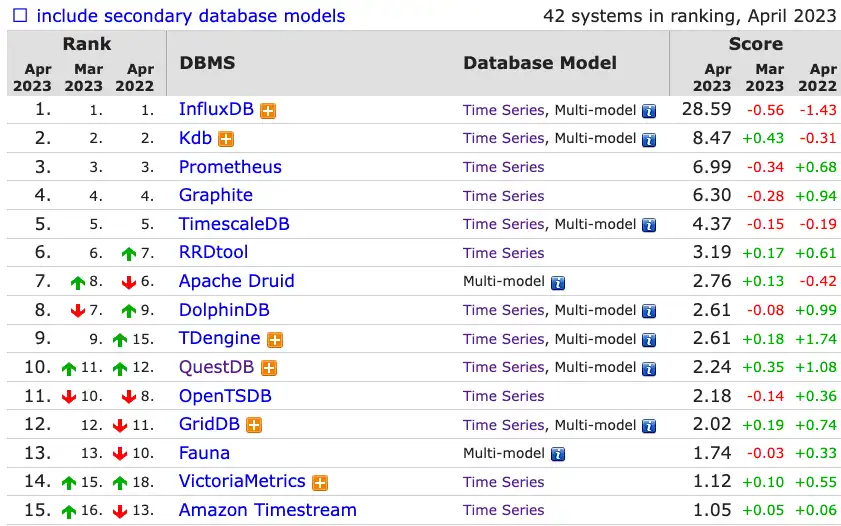 include secondary database models 42 systems in ranking, April 2023
Rank DBMS Database Model Score
Apr 2023 Mar 2023 Apr 2022 Apr 2023 Mar 2023 Apr 2022
1. 1. 1. InfluxDB Time Series, Multi-model 28.59 -0.56 -1.43
2. 2. 2. Kdb Time Series, Multi-model 8.47 +0.43 -0.31
3. 3. 3. Prometheus Time Series 6.99 -0.34 +0.68
4. 4. 4. Graphite Time Series 6.30 -0.28 +0.94
5. 5. 5. TimescaleDB Time Series, Multi-model 4.37 -0.15 -0.19
6. 6. 7. RRDtool Time Series 3.19 +0.17 +0.61
7. 8. 6. Apache Druid Multi-model 2.76 +0.13 -0.42
8. 7. 9. DolphinDB Time Series, Multi-model 2.61 -0.08 +0.99
9. 9. 15. TDengine Time Series, Multi-model 2.61 +0.18 +1.74
10. 11. 12. QuestDB Time Series, Multi-model 2.24 +0.35 +1.08
11. 10. 8. OpenTSDB Time Series 2.18 -0.14 +0.36
12. 12. 11. GridDB Time Series, Multi-model 2.02 +0.19 +0.74
13. 13. 10. Fauna Multi-model 1.74 -0.03 +0.33
14. 15. 18. VictoriaMetrics Time Series 1.12 +0.10 +0.55
15. 16. 13. Amazon Timestream Time Series 1.05 +0.05 +0.06